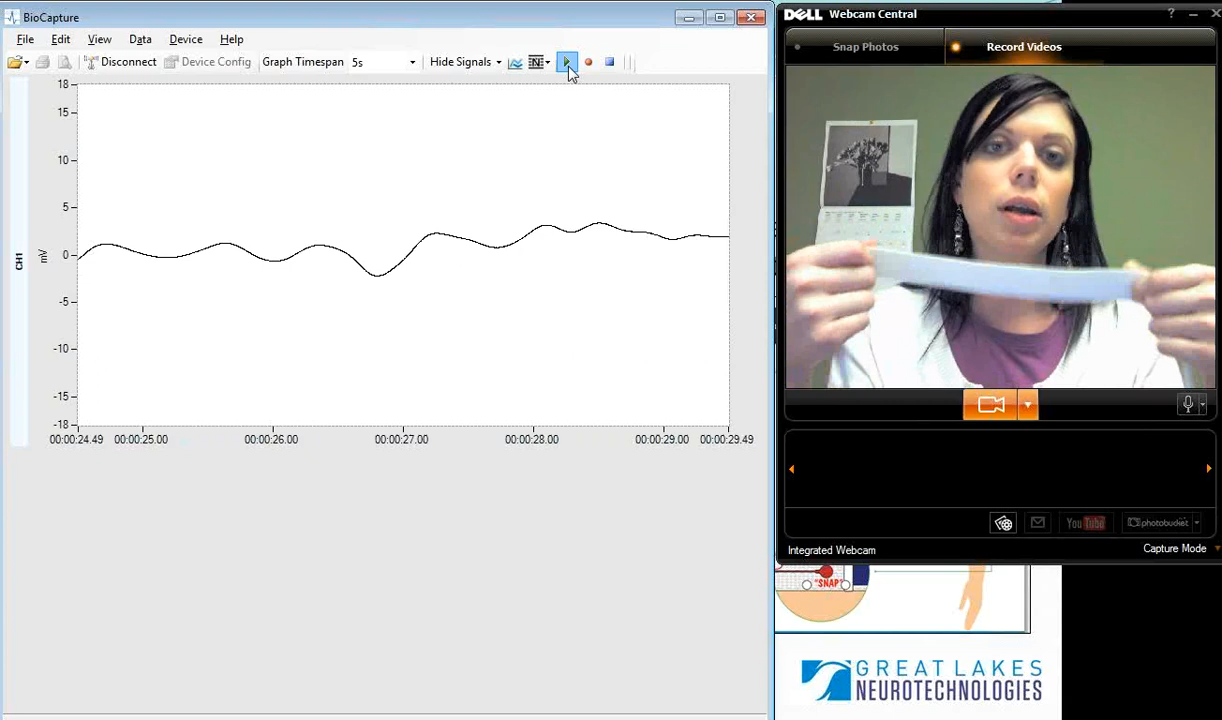 BioCapture
File Edit View Data Device Help
Disconnect Device Config Graph Timespan 5s Hide Signals
18
15
10
5
0
-5
-10
-15
-18
CH1
mV
00:00:24.49 00:00:25.00 00:00:26.00 00:00:27.00 00:00:28.00 00:00:29.00 00:00:29.49
DELL Webcam Central
Snap Photos Record Videos
YouTube photobucket
Integrated Webcam Capture Mode
"SNAP"
GREAT LAKES
NEUROTECHNOLOGIES